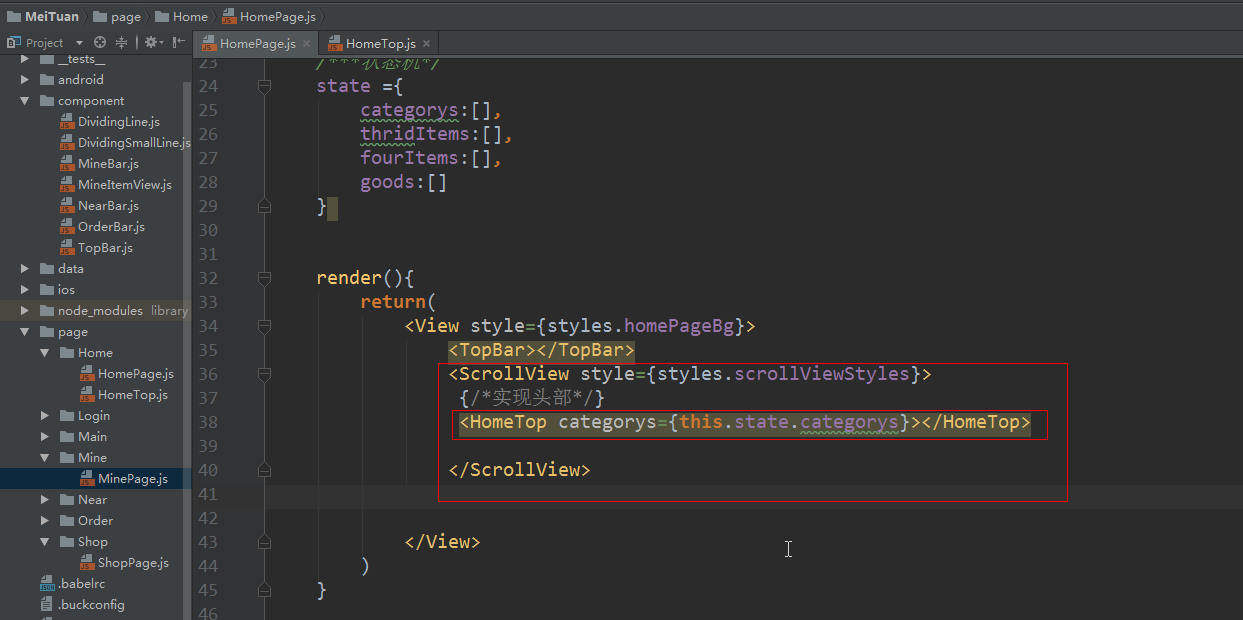 MeiTuan page Home HomePage.js
Project HomePage.js HomeTop.js
__tests__
android
component
DividingLine.js
DividingSmallLine.js
MineBar.js
MineItemView.js
NearBar.js
OrderBar.js
TopBar.js
data
ios
node_modules library
page
Home
HomePage.js
HomeTop.js
Login
Main
Mine
MinePage.js
Near
Order
Shop
ShopPage.js
.babelrc
.buckconfig
23 /***状态机*/
24 state ={
25 categorys:[],
26 thridItems:[],
27 fourItems:[],
28 goods:[]
29 }
30
31
32 render(){
33 return(
34 <View style={styles.homePageBg}>
35 <TopBar></TopBar>
36 <ScrollView style={styles.scrollViewStyles}>
37 {/*实现头部*/}
38 <HomeTop categorys={this.state.categorys}></HomeTop>
39
40 </ScrollView>
41
42
43 </View>
44 )
45 }
46